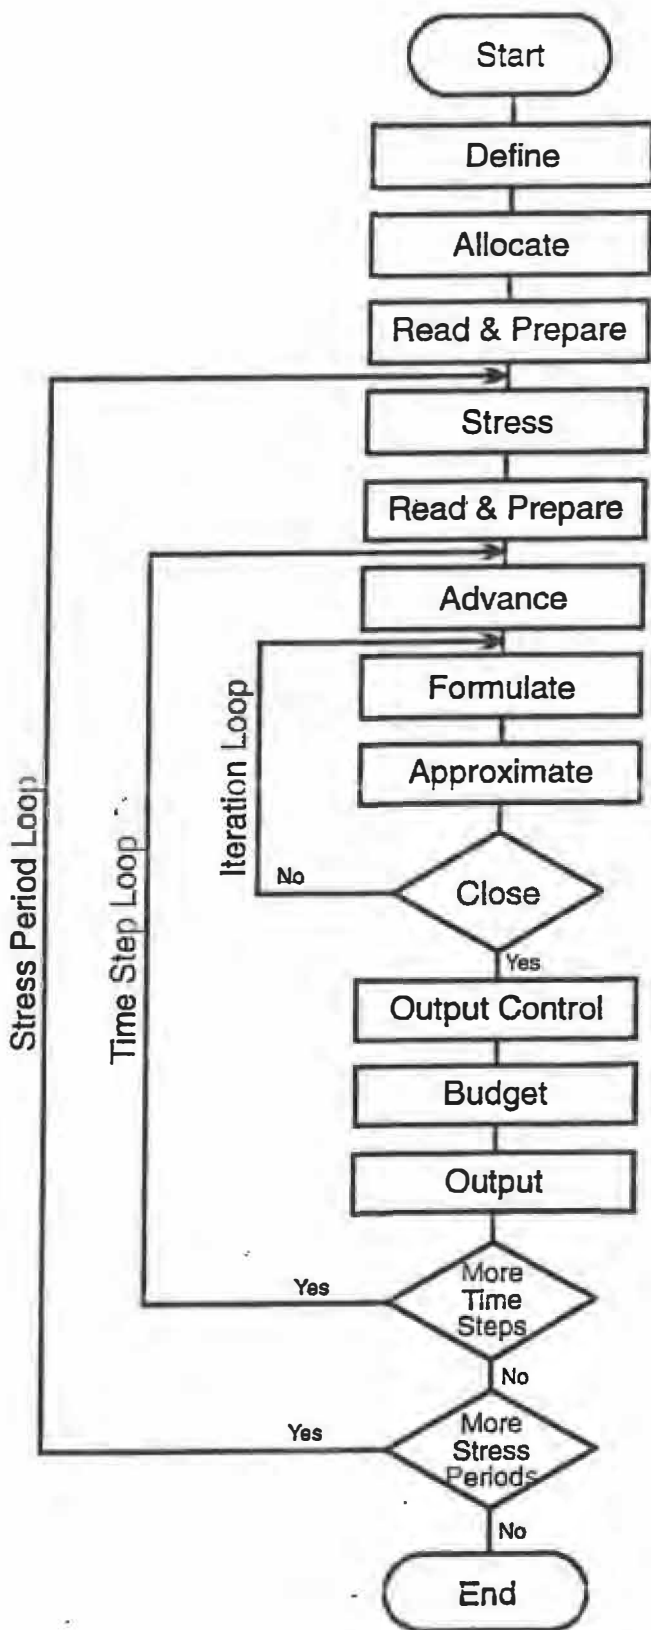 Start
Define
Allocate
Read & Prepare
Stress
Read & Prepare
Advance
Formulate
Approximate
Close
No
Yes
Iteration Loop
Time Step Loop
Stress Period Loop
Output Control
Budget
Output
More
Time
Steps
Yes
No
More
Stress
Periods
Yes
No
End